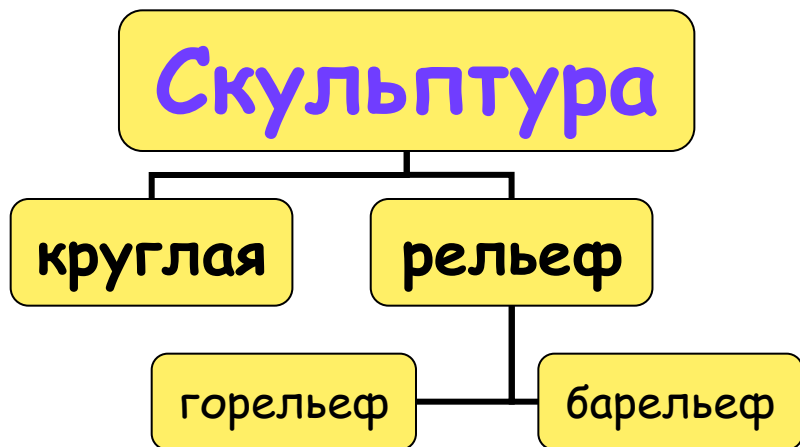 Скульптура
круглая
рельеф
горельеф
барельеф